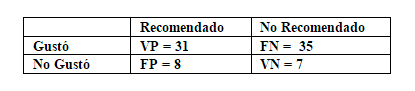 Recomendado No Recomendado
Gustó VP = 31 FN = 35
No Gustó FP = 8 VN = 7